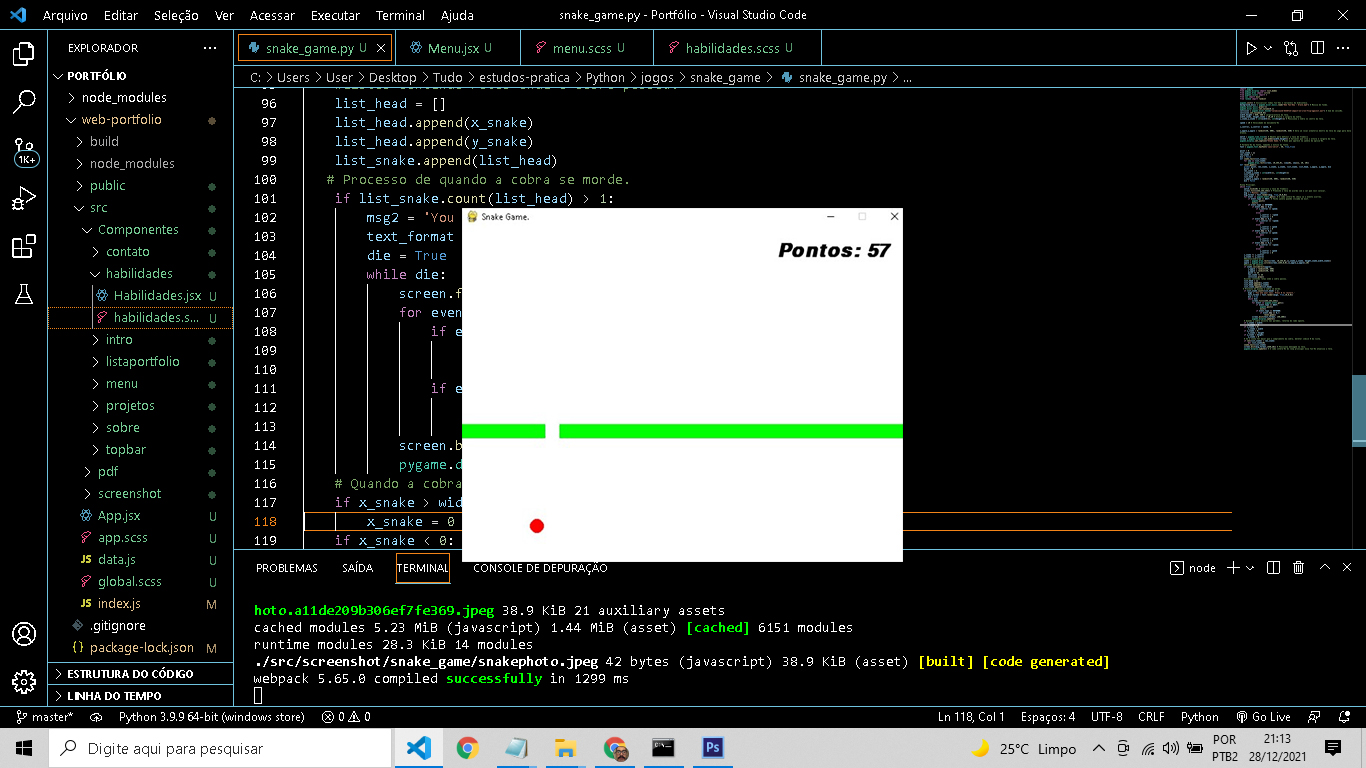 Arquivo Editar Seleção Ver Acessar Executar Terminal Ajuda snake_game.py - Portfólio - Visual Studio Code
EXPLORADOR ...
PORTFÓLIO
node_modules
web-portfolio
build
node_modules
public
src
Componentes
contato
habilidades
Habilidades.jsx U
habilidades.s... U
intro
listaportfolio
menu
projetos
sobre
topbar
pdf
screenshot
App.jsx U
app.scss U
JS data.js U
global.scss U
JS index.js M
.gitignore
{} package-lock.json M
ESTRUTURA DO CÓDIGO
LINHA DO TEMPO
1K+
snake_game.py U
Menu.jsx U
menu.scss U
habilidades.scss U
C: > Users > User > Desktop > Tudo > estudos-pratica > Python > jogos > snake_game > snake_game.py > ...
96 list_head = []
97 list_head.append(x_snake)
98 list_head.append(y_snake)
99 list_snake.append(list_head)
100 # Processo de quando a cobra se morde.
101 if list_snake.count(list_head) > 1:
102 msg2 = 'You
103 text_format
104 die = True
105 while die:
106 screen.f
107 for even
108 if e
109
110
111 if e
112
113
114 screen.b
115 pygame.d
116 # Quando a cobra
117 if x_snake > wid
118 x_snake = 0
119 if x_snake < 0:
Snake Game.
Pontos: 57
PROBLEMAS SAÍDA TERMINAL CONSOLE DE DEPURAÇÃO node
hoto.a11de209b306ef7fe369.jpeg 38.9 KiB 21 auxiliary assets
cached modules 5.23 MiB (javascript) 1.44 MiB (asset) [cached] 6151 modules
runtime modules 28.3 KiB 14 modules
./src/screenshot/snake_game/snakephoto.jpeg 42 bytes (javascript) 38.9 KiB (asset) [built] [code generated]
webpack 5.65.0 compiled successfully in 1299 ms
master* Python 3.9.9 64-bit (windows store) 0 0 Ln 118, Col 1 Espaços: 4 UTF-8 CRLF Python Go Live
Digite aqui para pesquisar
Ps
25°C Limpo
POR
PTB2
21:13
28/12/2021